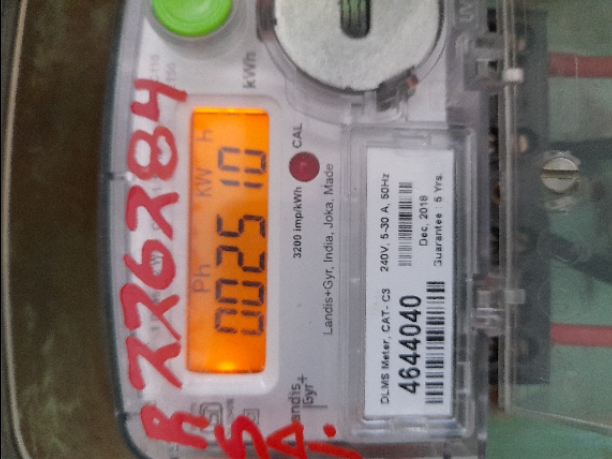 kWh
Ph KW h
002510
CAL
3200 imp/kWh
Landis+Gyr, India, Joka. Made
Landis+
Gyr
DLMS Meter, CAT- C3 240V, 5-30 A, 50Hz
4644040
Dec, 2018
Guarantee 5 Yrs.